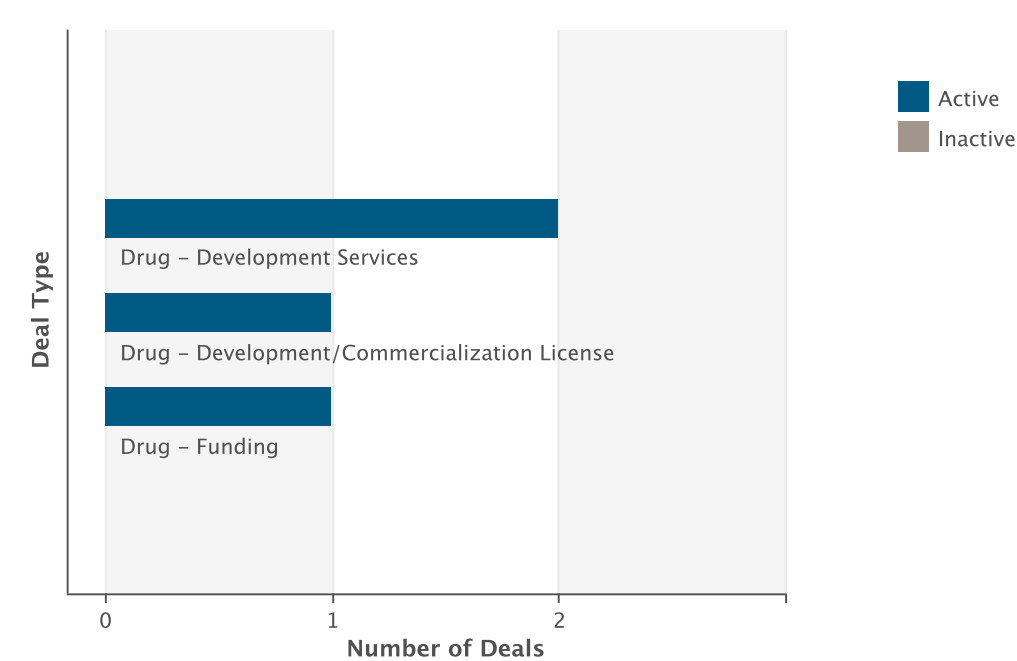 Active
Inactive
Drug – Development Services
Drug – Development/Commercialization License
Drug – Funding
Deal Type
0
1
2
Number of Deals